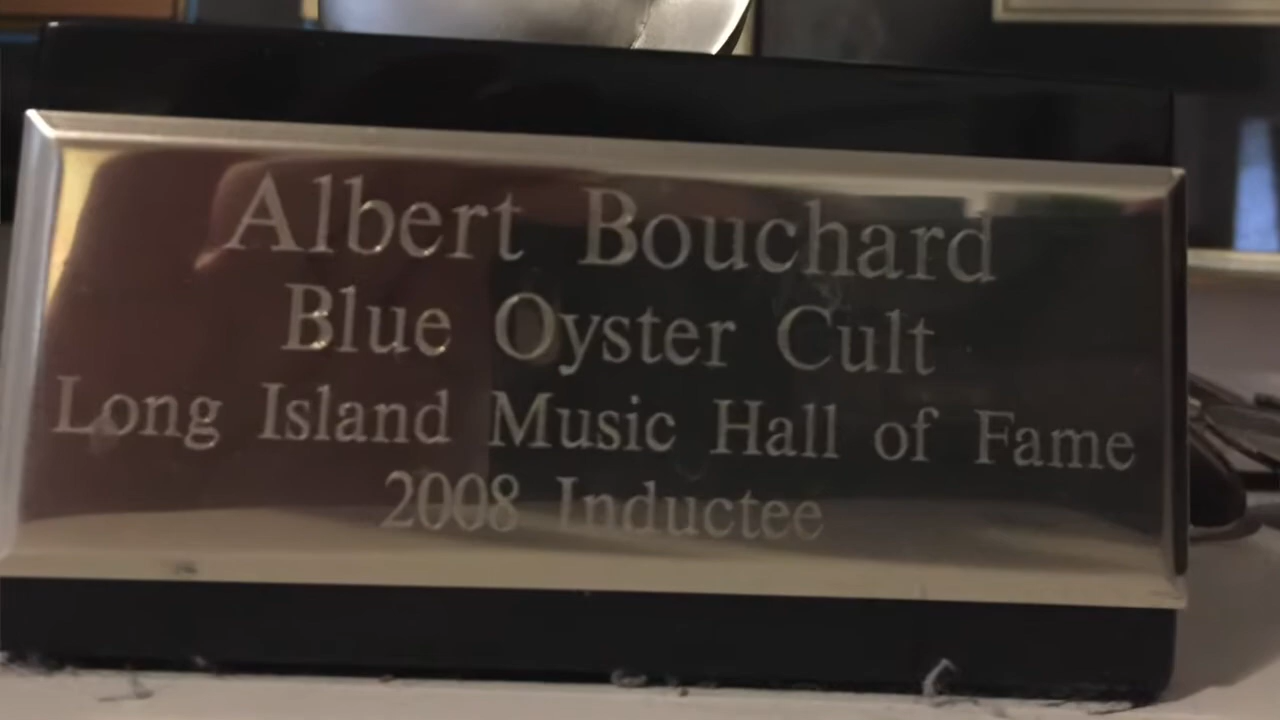 Albert Bouchard
Blue Oyster Cult
Long Island Music Hall of Fame
2008 Inductee